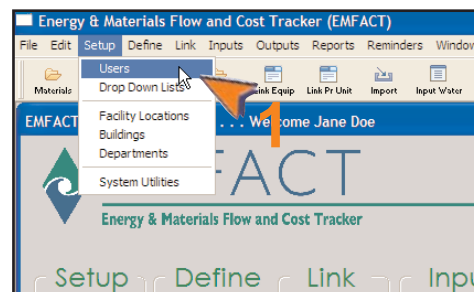 Energy & Materials Flow and Cost Tracker (EMFACT)
File Edit Setup Define Link Inputs Outputs Reports Reminders Window
Materials Link Equip Link Pr Unit Import Input Water
Users
Drop Down Lists
Facility Locations
Buildings
Departments
System Utilities
1
EMFACT . . . Welcome Jane Doe
FACT
Energy & Materials Flow and Cost Tracker
Setup Define Link Inpu